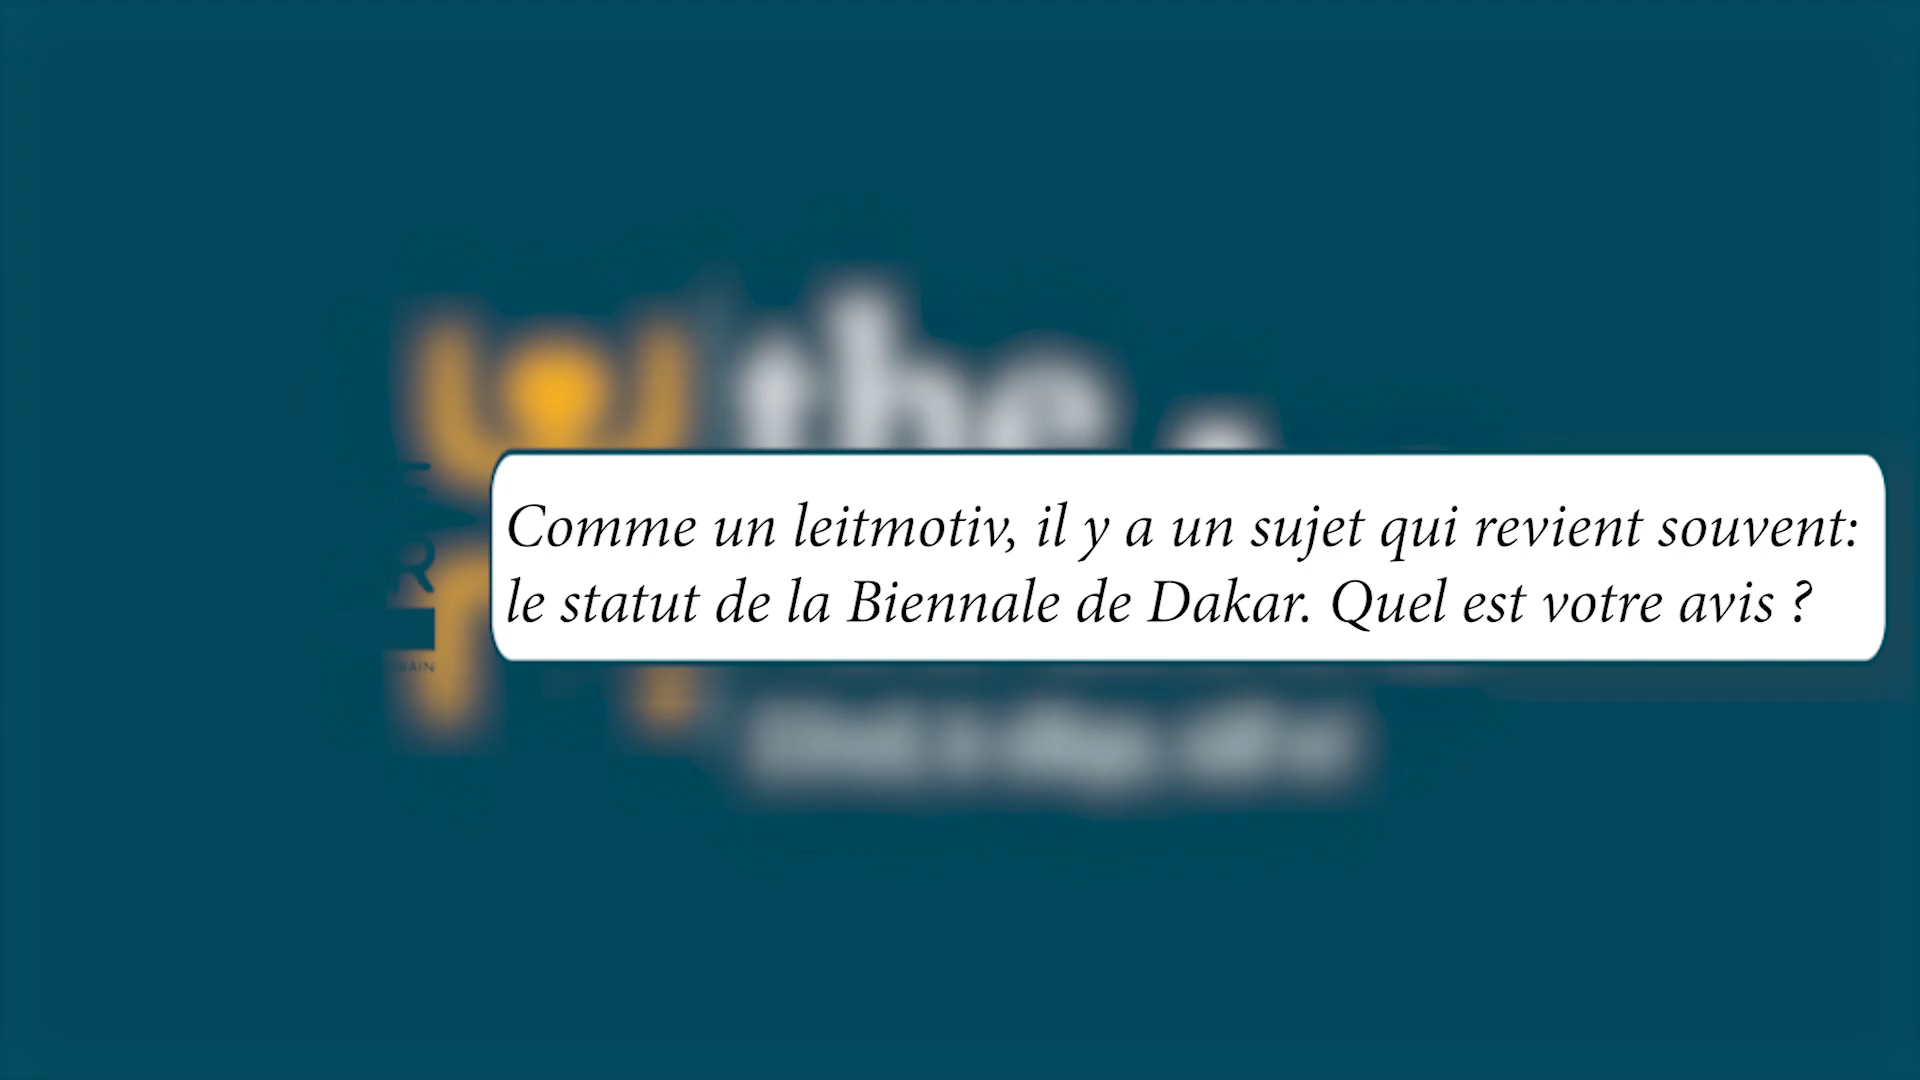 the
Comme un leitmotiv, il y a un sujet qui revient souvent:
le statut de la Biennale de Dakar. Quel est votre avis ?